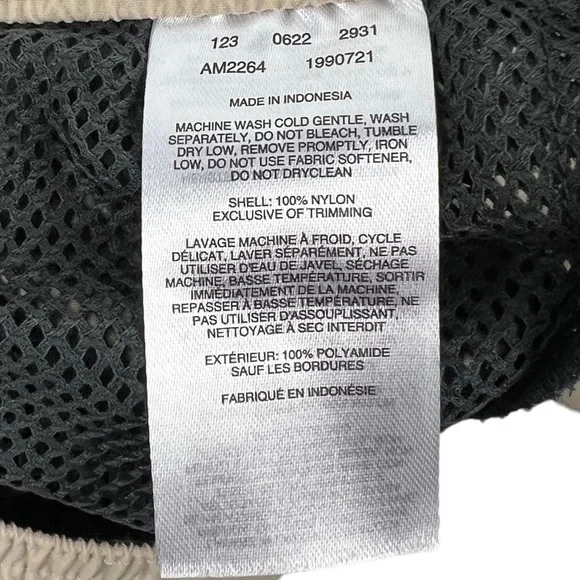 123 0622 2931
AM2264 1990721
MADE IN INDONESIA
MACHINE WASH COLD GENTLE, WASH
SEPARATELY, DO NOT BLEACH, TUMBLE
DRY LOW, REMOVE PROMPTLY, IRON
LOW, DO NOT USE FABRIC SOFTENER,
DO NOT DRYCLEAN
SHELL: 100% NYLON
EXCLUSIVE OF TRIMMING
LAVAGE MACHINE À FROID, CYCLE
DÉLICAT, LAVER SÉPARÉMENT, NE PAS
UTILISER D'EAU DE JAVEL, SÉCHAGE
MACHINE, BASSE TEMPÉRATURE, SORTIR
IMMÉDIATEMENT DE LA MACHINE,
REPASSER À BASSE TEMPÉRATURE, NE
PAS UTILISER D'ASSOUPLISSANT,
NETTOYAGE À SEC INTERDIT
EXTÉRIEUR: 100% POLYAMIDE
SAUF LES BORDURES
FABRIQUÉ EN INDONÉSIE